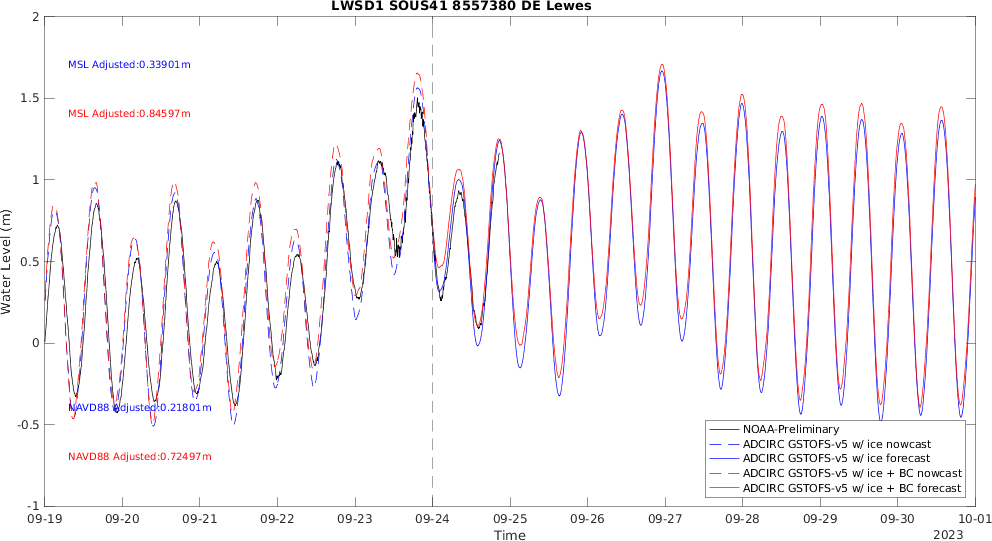 LWSD1 SOUS41 8557380 DE Lewes
2
1.5
1
0.5
0
-0.5
-1
Water Level (m)
MSL Adjusted:0.33901m
MSL Adjusted:0.84597m
NAVD88 Adjusted:0.21801m
NAVD88 Adjusted:0.72497m
NOAA-Preliminary
ADCIRC GSTOFS-v5 w/ ice nowcast
ADCIRC GSTOFS-v5 w/ ice forecast
ADCIRC GSTOFS-v5 w/ ice + BC nowcast
ADCIRC GSTOFS-v5 w/ ice + BC forecast
09-19 09-20 09-21 09-22 09-23 09-24 09-25 09-26 09-27 09-28 09-29 09-30 10-01
Time
2023